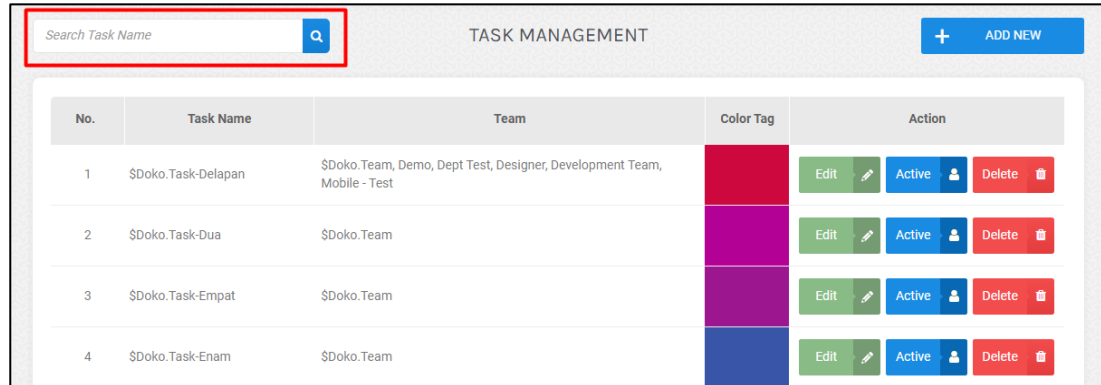 Search Task Name
TASK MANAGEMENT
ADD NEW
No. Task Name Team Color Tag Action
1 $Doko.Task-Delapan $Doko.Team, Demo, Dept Test, Designer, Development Team, Edit Active Delete
Mobile - Test
2 $Doko.Task-Dua $Doko.Team Edit Active Delete
3 $Doko.Task-Empat $Doko.Team Edit Active Delete
4 $Doko.Task-Enam $Doko.Team Edit Active Delete